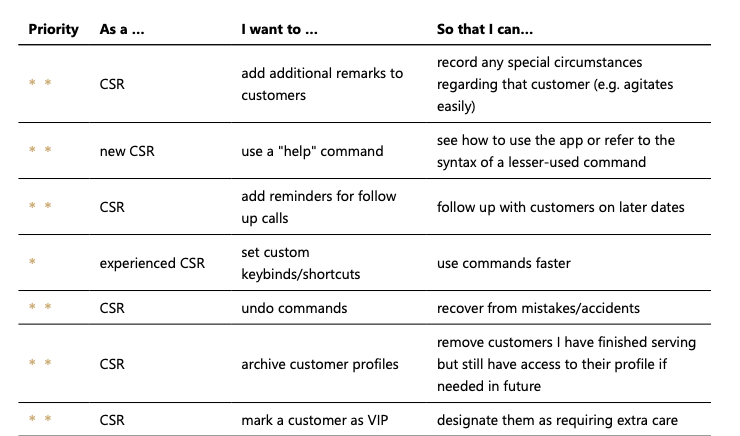 Priority As a … I want to … So that I can…
* * CSR add additional remarks to customers record any special circumstances regarding that customer (e.g. agitates easily)
* * new CSR use a "help" command see how to use the app or refer to the syntax of a lesser-used command
* * CSR add reminders for follow up calls follow up with customers on later dates
* experienced CSR set custom keybinds/shortcuts use commands faster
* * CSR undo commands recover from mistakes/accidents
* * CSR archive customer profiles remove customers I have finished serving but still have access to their profile if needed in future
* * CSR mark a customer as VIP designate them as requiring extra care